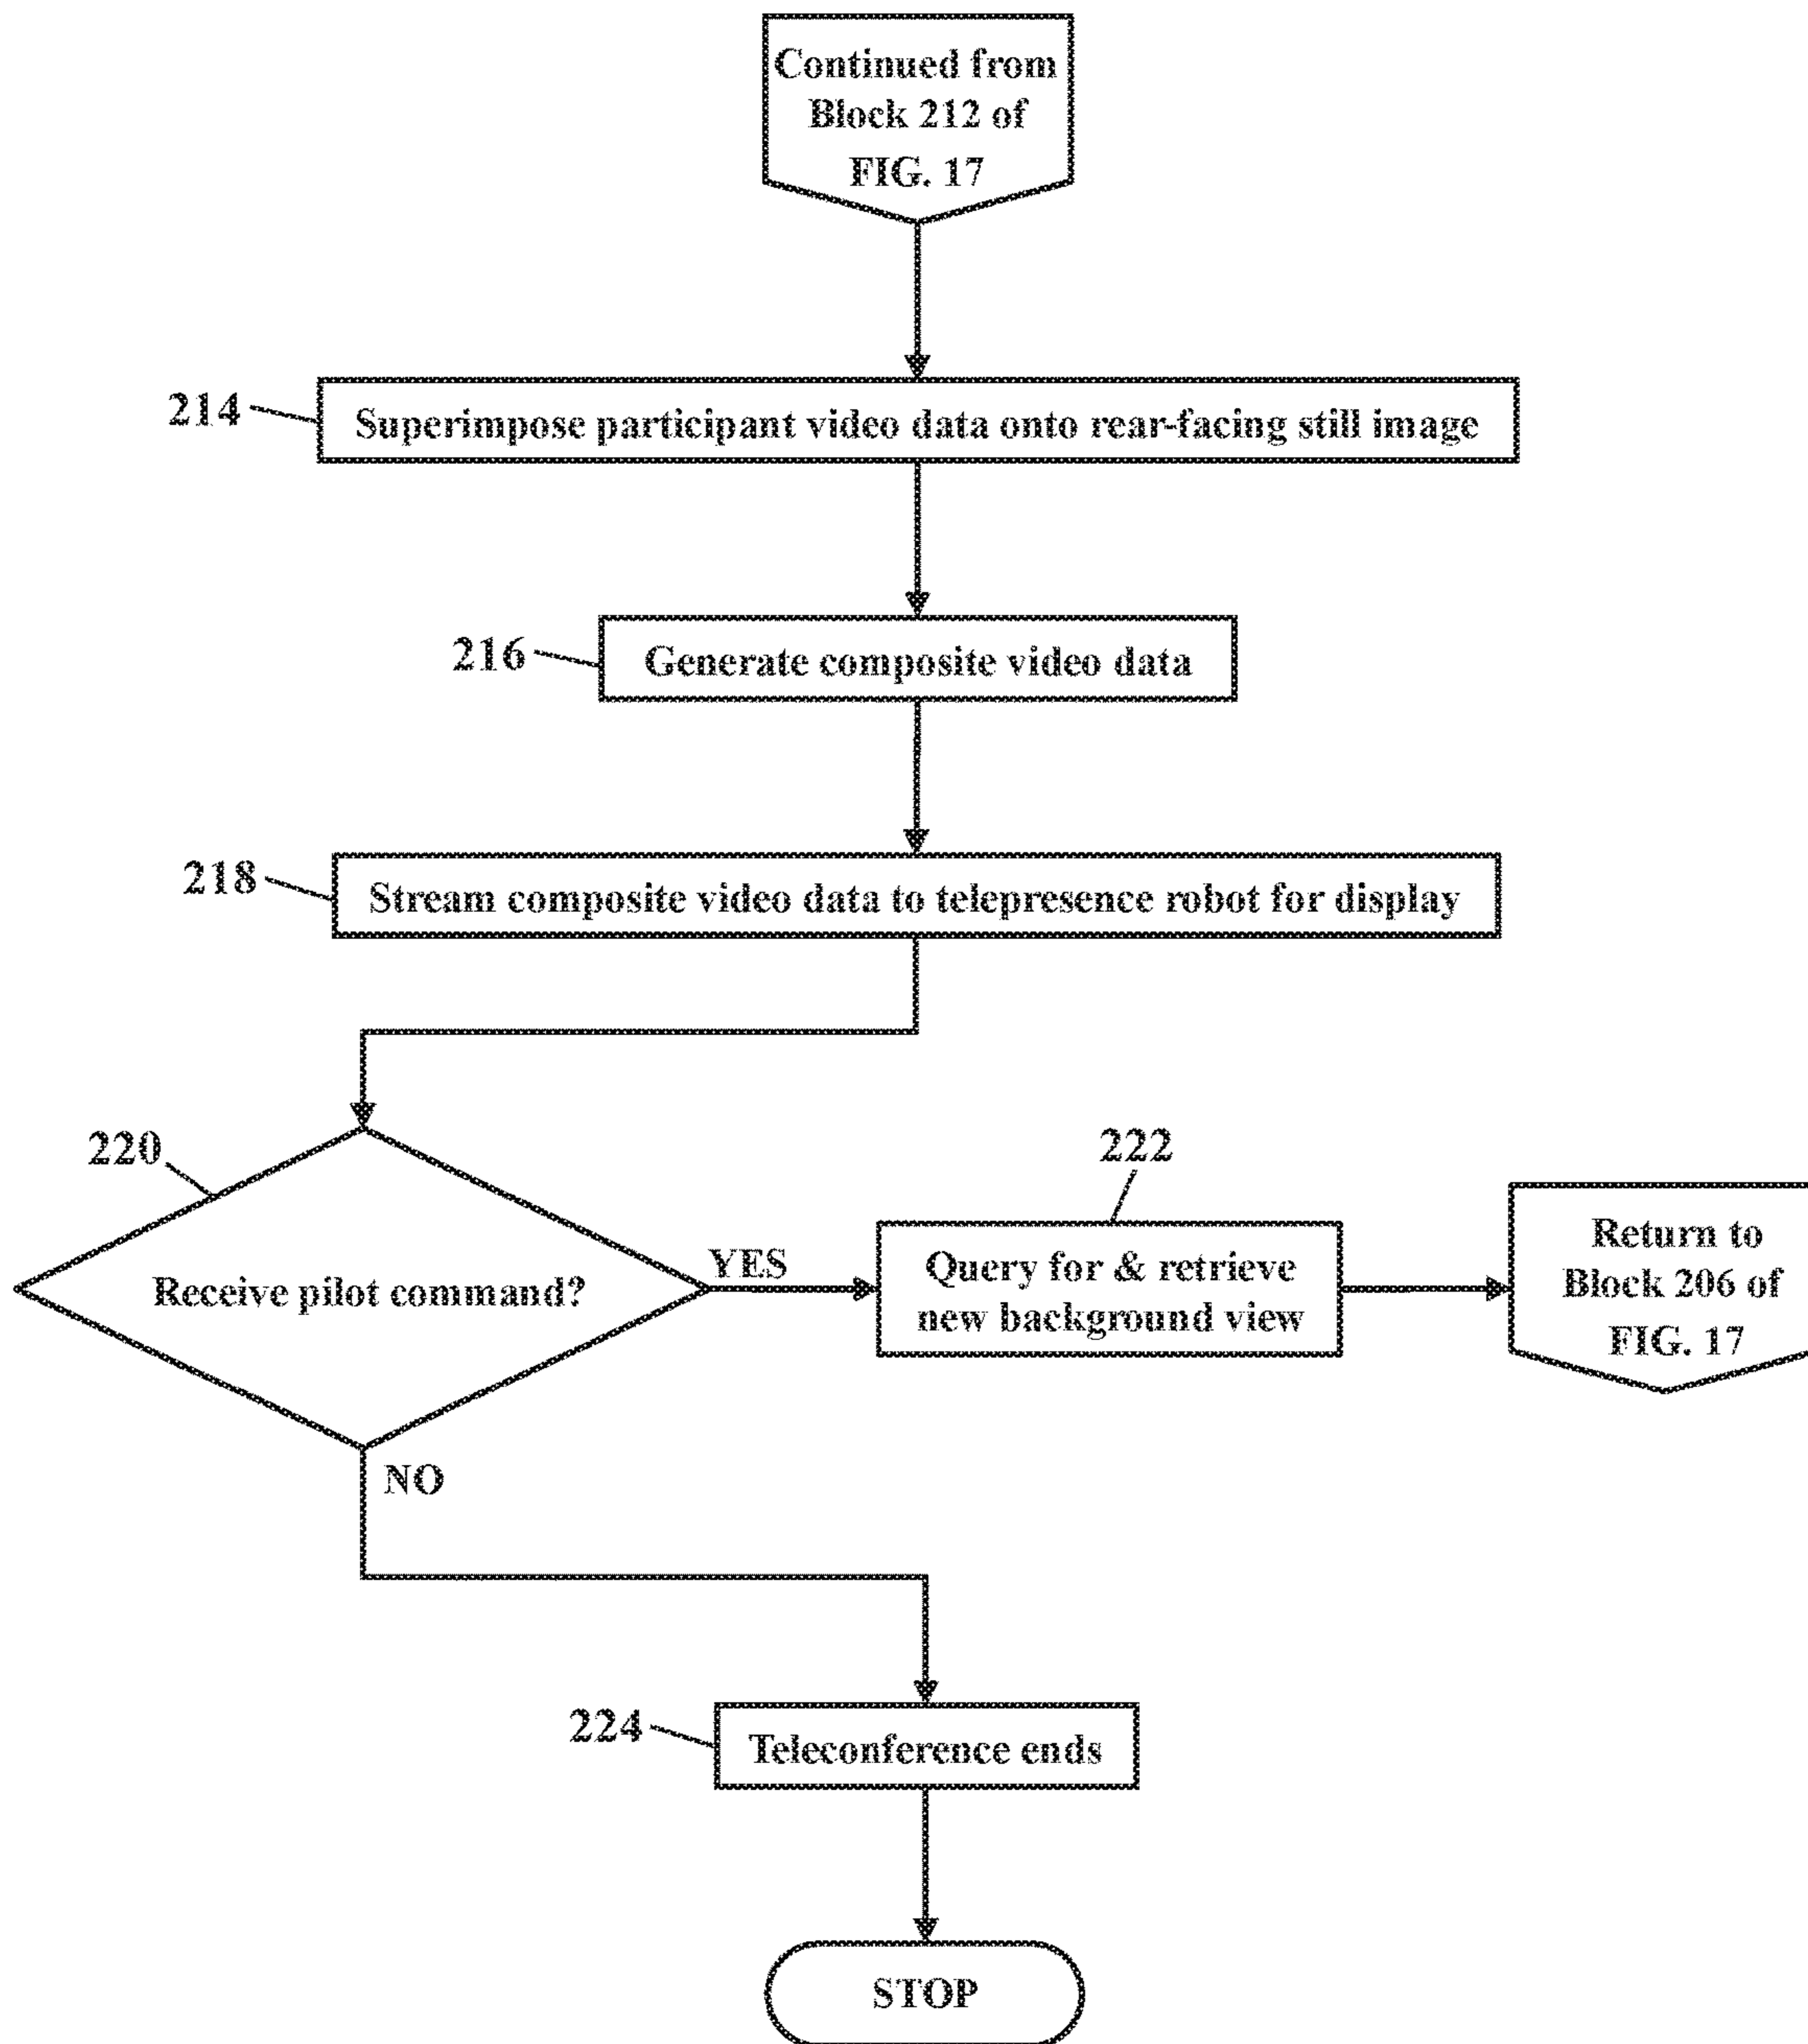 Continued from
Block 212 of
FIG. 17
214
Superimpose participant video data onto rear-facing still image
216
Generate composite video data
218
Stream composite video data to telepresence robot for display
220
Receive pilot command?
YES
222
Query for & retrieve
new background view
Return to
Block 206 of
FIG. 17
NO
224
Teleconference ends
STOP